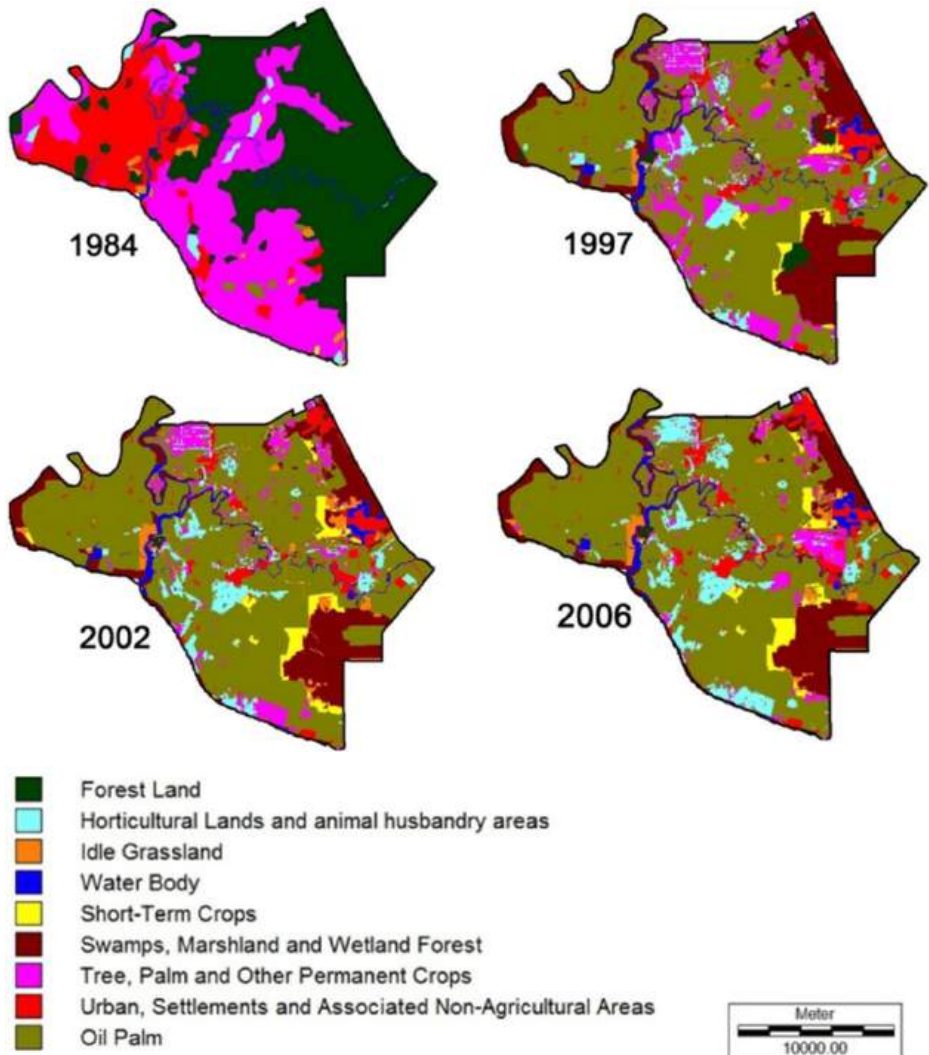 1984
1997
2002
2006
Forest Land
Horticultural Lands and animal husbandry areas
Idle Grassland
Water Body
Short-Term Crops
Swamps, Marshland and Wetland Forest
Tree, Palm and Other Permanent Crops
Urban, Settlements and Associated Non-Agricultural Areas
Oil Palm
Meter
10000.00